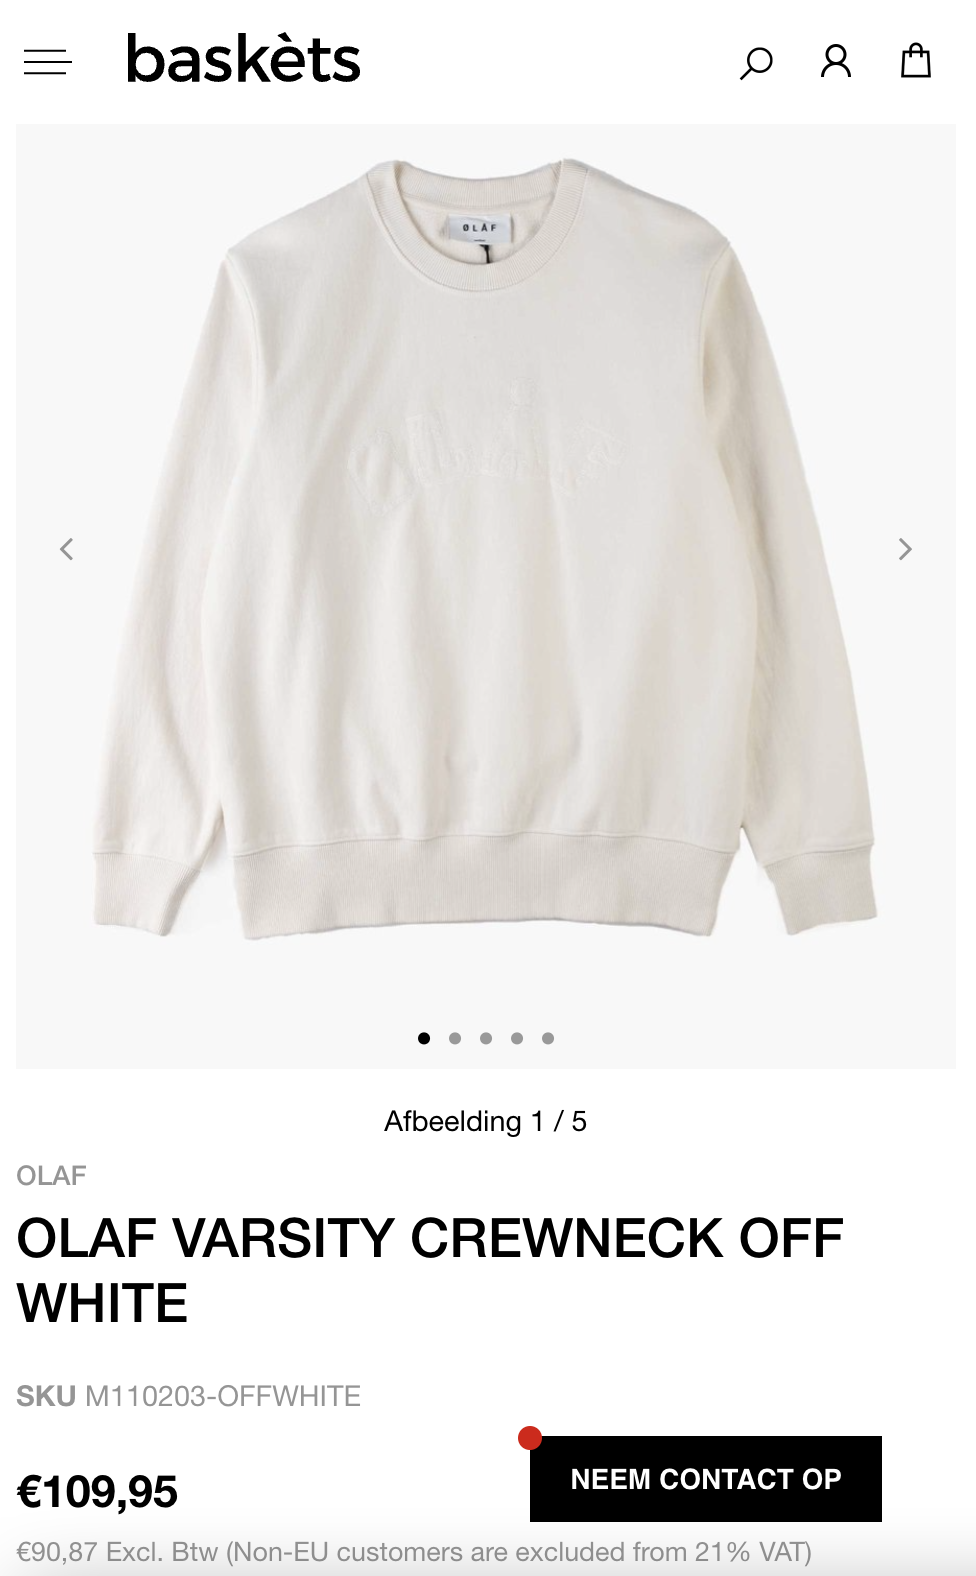 baskèts
ØLÅF
Afbeelding 1 / 5
OLAF
OLAF VARSITY CREWNECK OFF
WHITE
SKU M110203-OFFWHITE
€109,95
NEEM CONTACT OP
€90,87 Excl. Btw (Non-EU customers are excluded from 21% VAT)